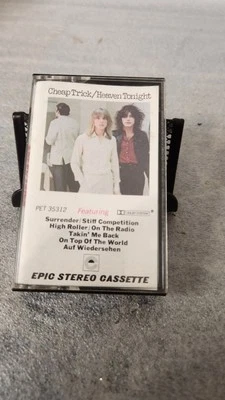 Cheap Trick/Heaven Tonight
PET 35312
Featuring
Surrender/Stiff Competition
High Roller/On The Radio
Takin' Me Back
On Top Of The World
Auf Wiedersehen
EPIC STEREO CASSETTE